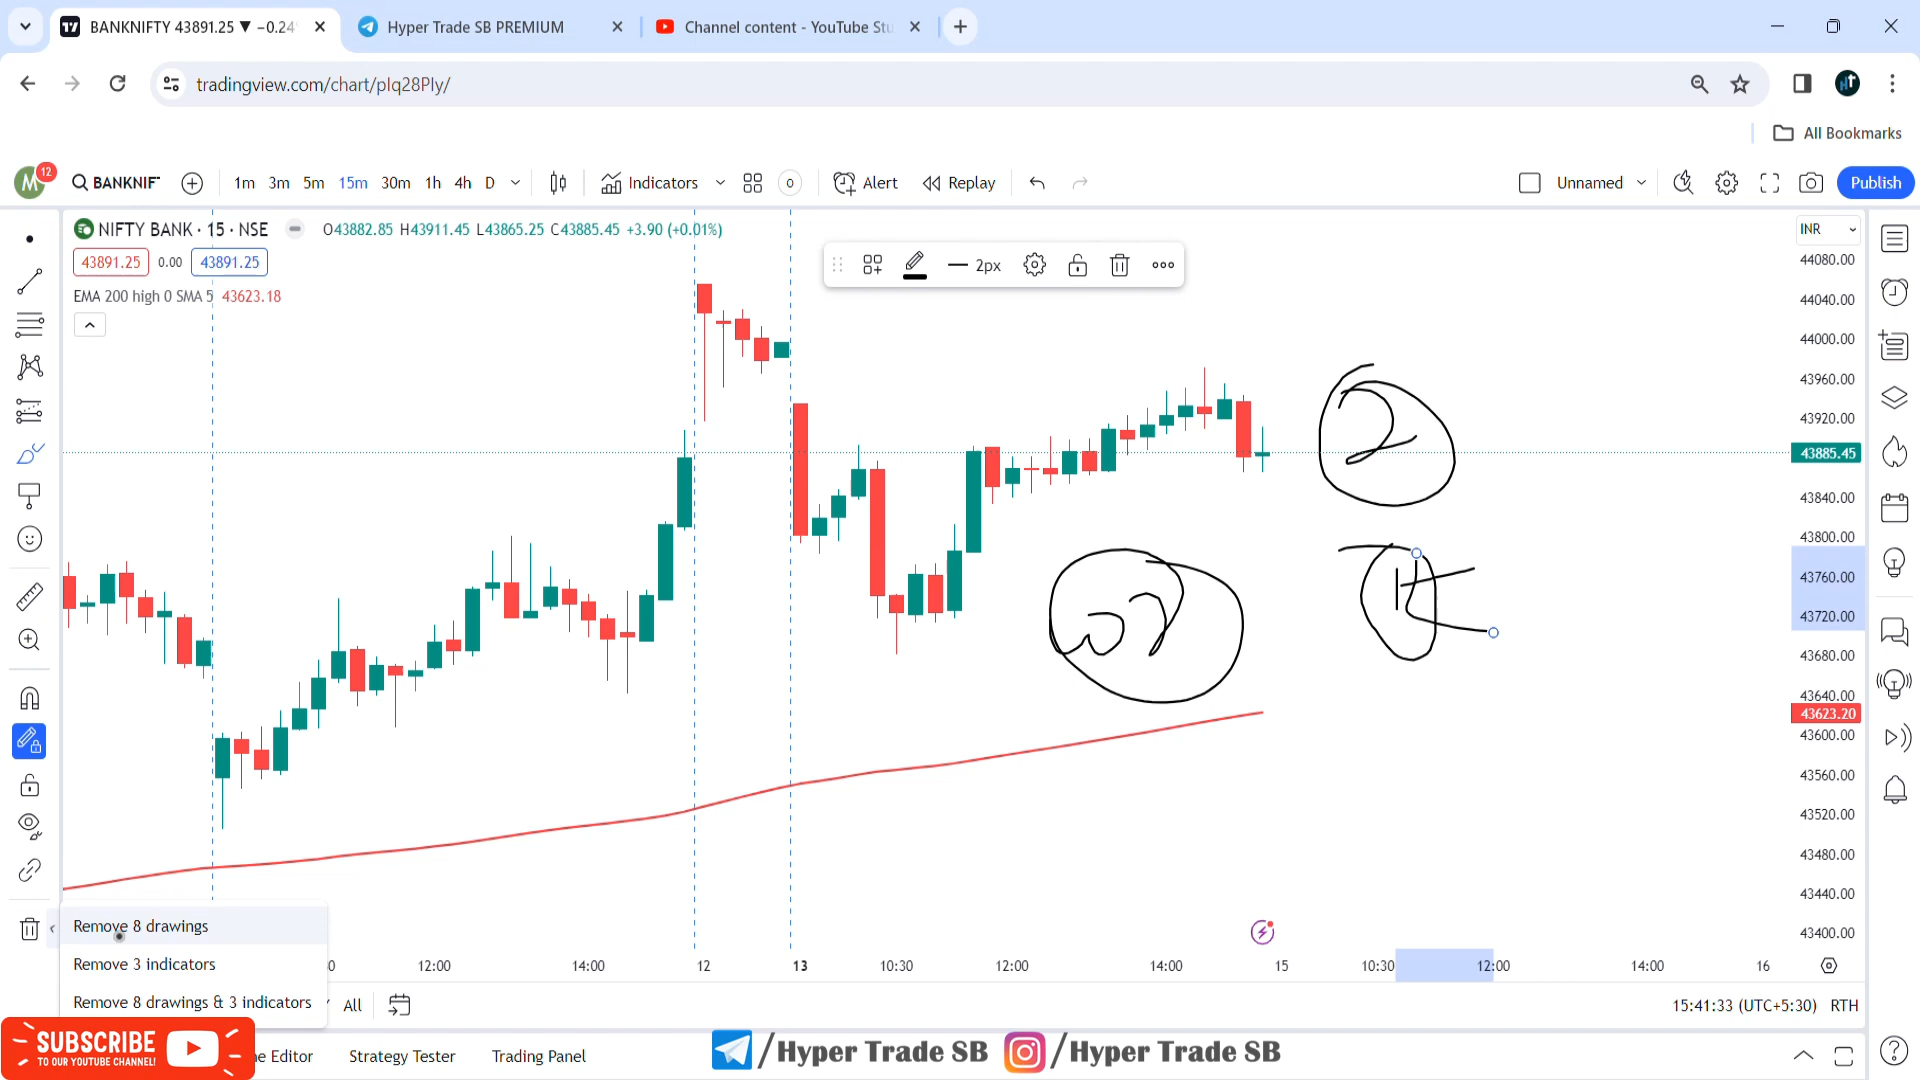 BANKNIFTY 43891.25 ▼ −0.24
Hyper Trade SB PREMIUM
Channel content - YouTube Stu
tradingview.com/chart/pIq28PIy/
All Bookmarks
M 12
BANKNIF
1m 3m 5m 15m 30m 1h 4h D
Indicators
0
Alert
Replay
Unnamed
Publish
NIFTY BANK · 15 · NSE
O43882.85 H43911.45 L43865.25 C43885.45 +3.90 (+0.01%)
INR
43891.25 0.00 43891.25
2px
EMA 200 high 0 SMA 5 43623.18
44080.00
44040.00
44000.00
43960.00
43920.00
43885.45
43840.00
43800.00
43760.00
43720.00
43680.00
43640.00
43623.20
43600.00
43560.00
43520.00
43480.00
43440.00
43400.00
2
Remove 8 drawings
Remove 3 indicators
Remove 8 drawings & 3 indicators
0 12:00 14:00 12 13 10:30 12:00 14:00 15 10:30 12:00 14:00 16
All
15:41:33 (UTC+5:30) RTH
SUBSCRIBE
TO OUR YOUTUBE CHANNEL!
ne Editor
Strategy Tester
Trading Panel
/Hyper Trade SB
/Hyper Trade SB